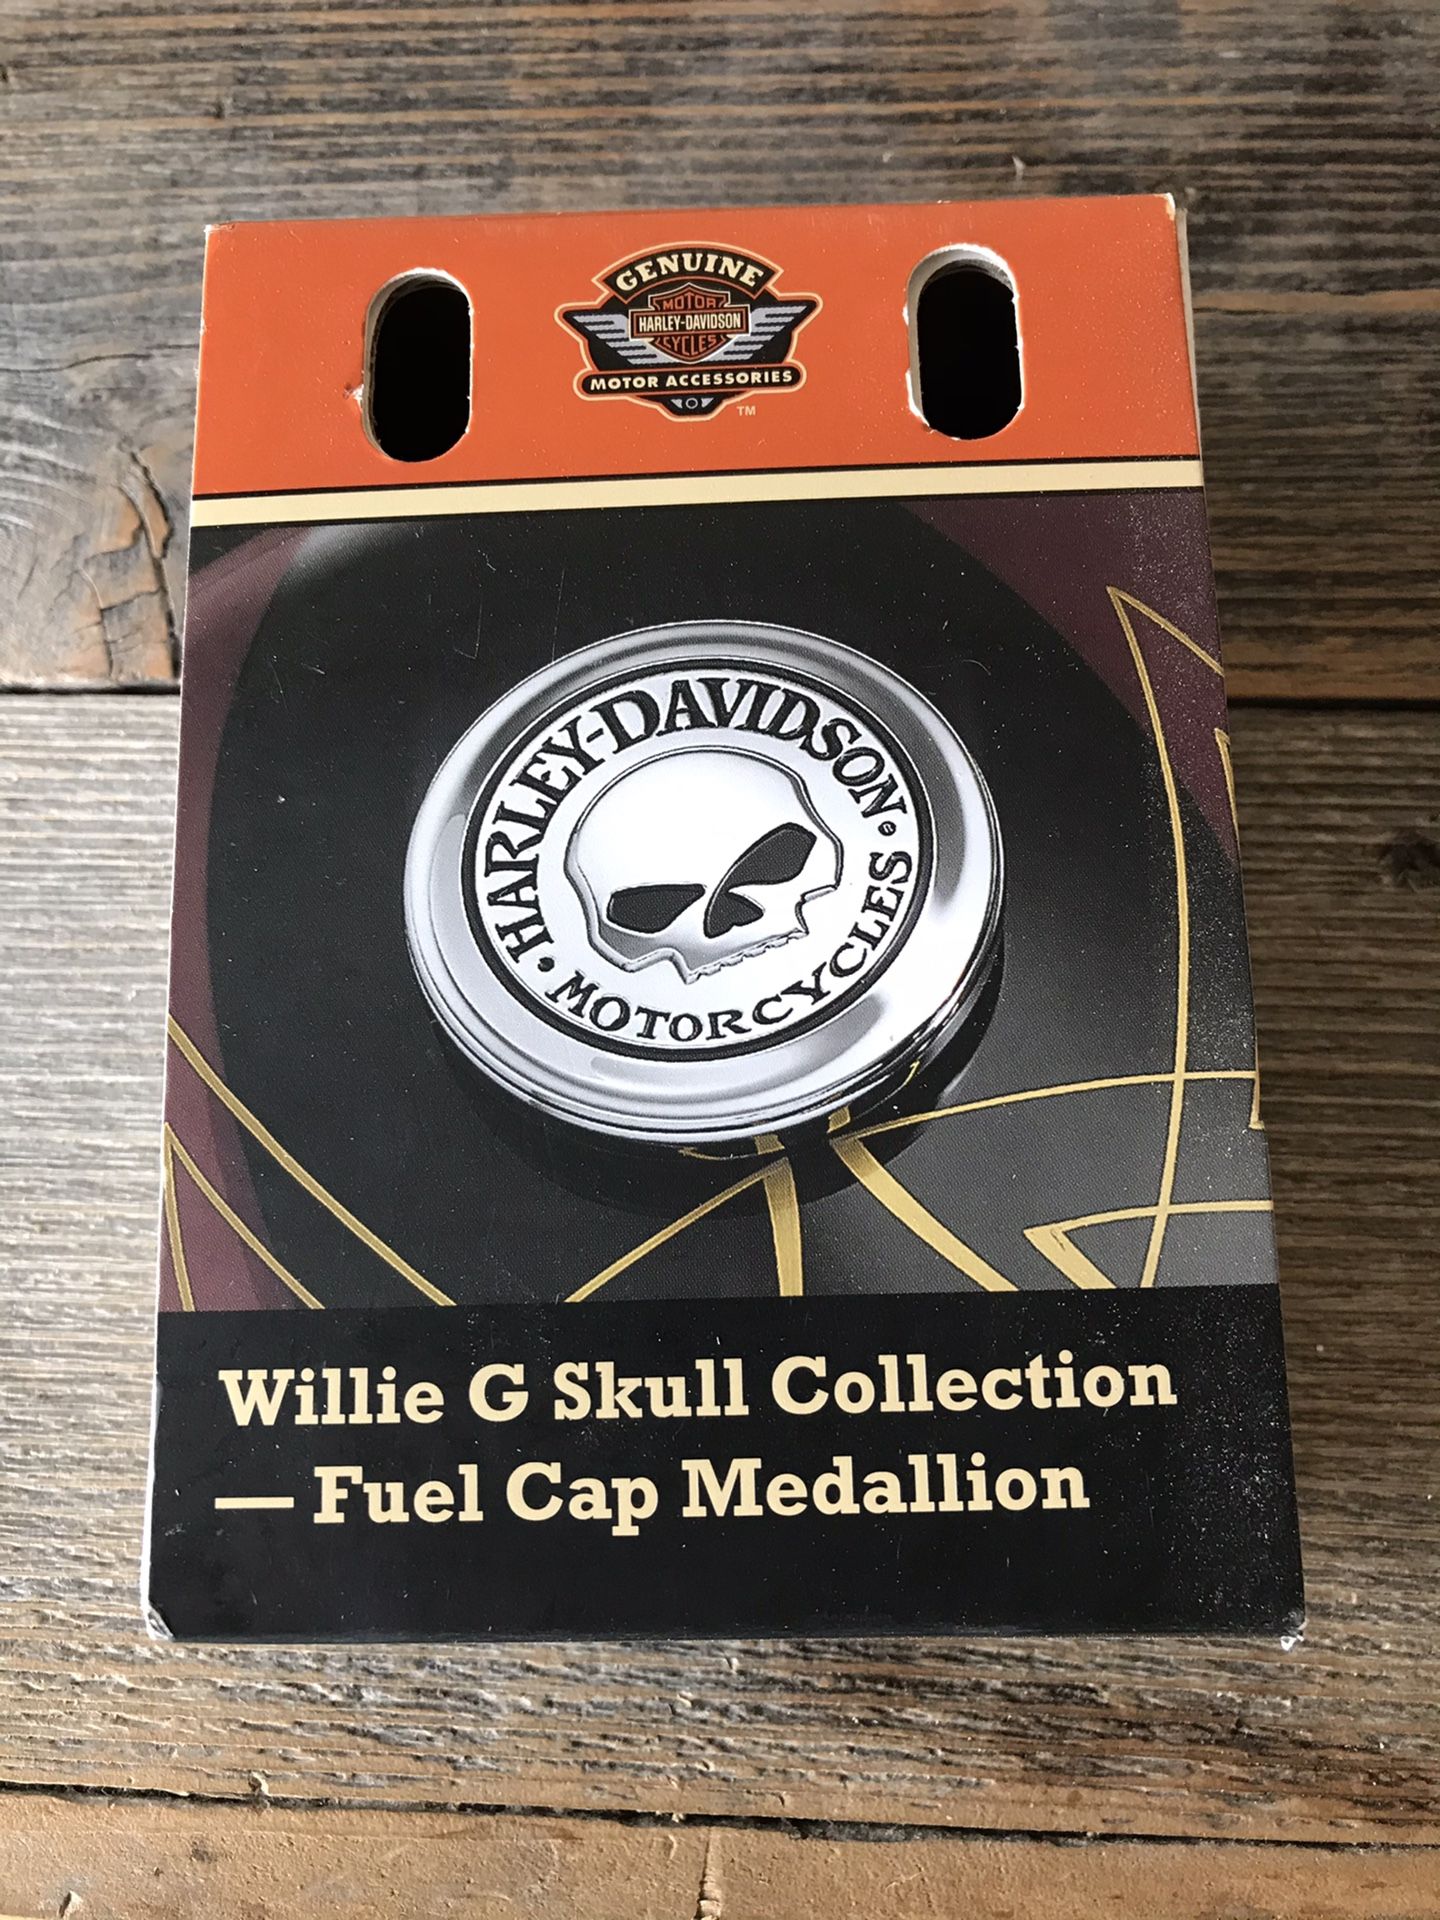 GENUINE
MOTOR
HARLEY-DAVIDSON
CYCLES
MOTOR ACCESSORIES
TM
HARLEY-DAVIDSON
MOTORCYCLES
Willie G Skull Collection
— Fuel Cap Medallion